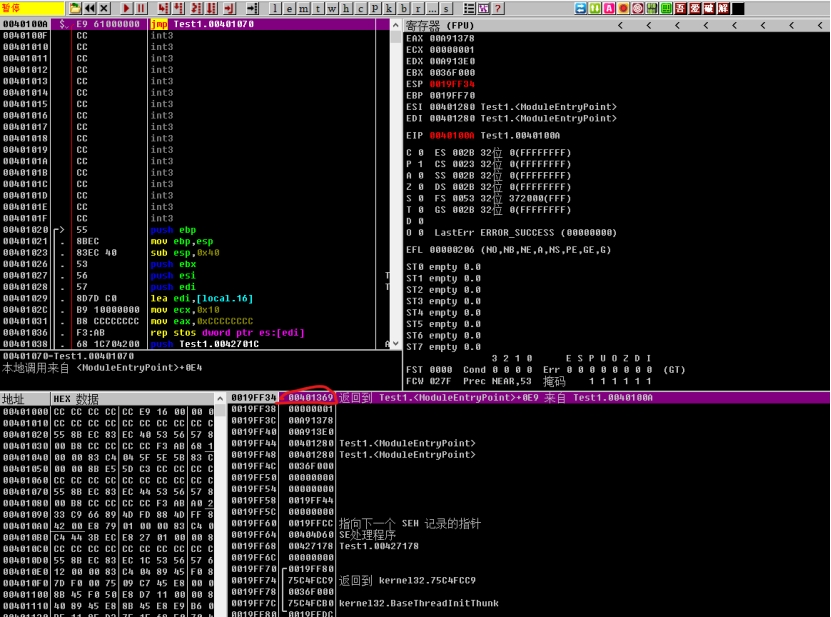 暂停
l e m t w h c p k b r ... s
吾 爱 破 解
0040100A $- E9 61000000 jmp Test1.00401070
0040100F CC int3
00401010 CC int3
00401011 CC int3
00401012 CC int3
00401013 CC int3
00401014 CC int3
00401015 CC int3
00401016 CC int3
00401017 CC int3
00401018 CC int3
00401019 CC int3
0040101A CC int3
0040101B CC int3
0040101C CC int3
0040101D CC int3
0040101E CC int3
0040101F CC int3
00401020 55 push ebp
00401021 . 8BEC mov ebp,esp
00401023 . 83EC 40 sub esp,0x40
00401026 . 53 push ebx
00401027 . 56 push esi
00401028 . 57 push edi
00401029 . 8D7D C0 lea edi,[local.16]
0040102C . B9 10000000 mov ecx,0x10
00401031 . B8 CCCCCCCC mov eax,0xCCCCCCCC
00401036 . F3:AB rep stos dword ptr es:[edi]
00401038 . 68 1C704200 push Test1.0042701C
00401070=Test1.00401070
本地调用来自 <ModuleEntryPoint>+0E4
寄存器 (FPU)
EAX 00A91378
ECX 00000001
EDX 00A913E0
EBX 0036F000
ESP 0019FF34
EBP 0019FF70
ESI 00401280 Test1.<ModuleEntryPoint>
EDI 00401280 Test1.<ModuleEntryPoint>
EIP 0040100A Test1.0040100A
C 0 ES 002B 32位 0(FFFFFFFF)
P 1 CS 0023 32位 0(FFFFFFFF)
A 0 SS 002B 32位 0(FFFFFFFF)
Z 0 DS 002B 32位 0(FFFFFFFF)
S 0 FS 0053 32位 372000(FFF)
T 0 GS 002B 32位 0(FFFFFFFF)
D 0
O 0 LastErr ERROR_SUCCESS (00000000)
EFL 00000206 (NO,NB,NE,A,NS,PE,GE,G)
ST0 empty 0.0
ST1 empty 0.0
ST2 empty 0.0
ST3 empty 0.0
ST4 empty 0.0
ST5 empty 0.0
ST6 empty 0.0
ST7 empty 0.0
3 2 1 0 E S P U O Z D I
FST 0000 Cond 0 0 0 0 Err 0 0 0 0 0 0 0 0 (GT)
FCW 027F Prec NEAR,53 掩码 1 1 1 1 1 1
地址 HEX 数据
00401000 CC CC CC CC CC E9 16 00 00 0
00401010 CC CC CC CC CC CC CC CC CC C
00401020 55 8B EC 83 EC 40 53 56 57 8
00401030 00 B8 CC CC CC CC F3 AB 68 1
00401040 00 00 83 C4 04 5F 5E 5B 83 C
00401050 00 00 8B E5 5D C3 CC CC CC C
00401060 CC CC CC CC CC CC CC CC CC C
00401070 55 8B EC 83 EC 44 53 56 57 8
00401080 00 B8 CC CC CC CC F3 AB A0 2
00401090 33 C9 66 89 4D FD 88 4D FF 8
004010A0 42 00 E8 79 01 00 00 83 C4 0
004010B0 C4 44 3B EC E8 27 01 00 00 8
004010C0 CC CC CC CC CC CC CC CC CC C
004010D0 55 8B EC 83 EC 1C 53 56 57 6
004010E0 12 00 00 83 C4 04 89 45 F0 8
004010F0 7D F0 00 75 09 C7 45 E8 00 0
00401100 8B 45 F0 50 E8 D7 11 00 00 8
00401110 40 89 45 E8 8B 45 E8 E9 B6 0
0019FF34 00401369 返回到 Test1.<ModuleEntryPoint>+0E9 来自 Test1.0040100A
0019FF38 00000001
0019FF3C 00A91378
0019FF40 00A913E0
0019FF44 00401280 Test1.<ModuleEntryPoint>
0019FF48 00401280 Test1.<ModuleEntryPoint>
0019FF4C 0036F000
0019FF50 00000000
0019FF54 00000000
0019FF58 0019FF44
0019FF5C 00000000
0019FF60 0019FFCC 指向下一个 SEH 记录的指针
0019FF64 00404D60 SE处理程序
0019FF68 00427178 Test1.00427178
0019FF6C 00000000
0019FF70 0019FF80
0019FF74 75C4FCC9 返回到 kernel32.75C4FCC9
0019FF78 0036F000
0019FF7C 75C4FCB0 kernel32.BaseThreadInitThunk
0019FF80 0019FFDC